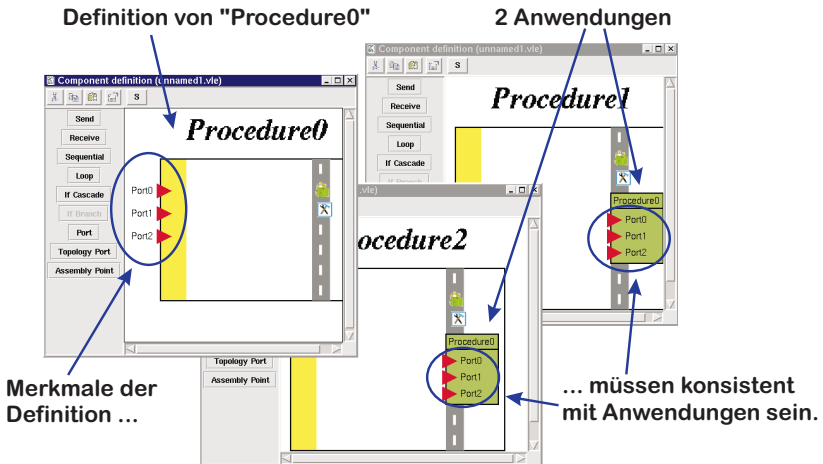 Definition von "Procedure0"
2 Anwendungen
Component definition (unnamed1.vle)
S
Send
Receive
Sequential
Loop
If Cascade
If Branch
Procedure1
Procedure0
Port0
Port1
Port2
Component definition (unnamed1.vle)
S
Send
Receive
Sequential
Loop
If Cascade
If Branch
Port
Topology Port
Assembly Point
Procedure0
Port0
Port1
Port2
.vle)
ocedure2
Procedure0
Port0
Port1
Port2
Topology Port
Assembly Point
Merkmale der
Definition ...
... müssen konsistent
mit Anwendungen sein.